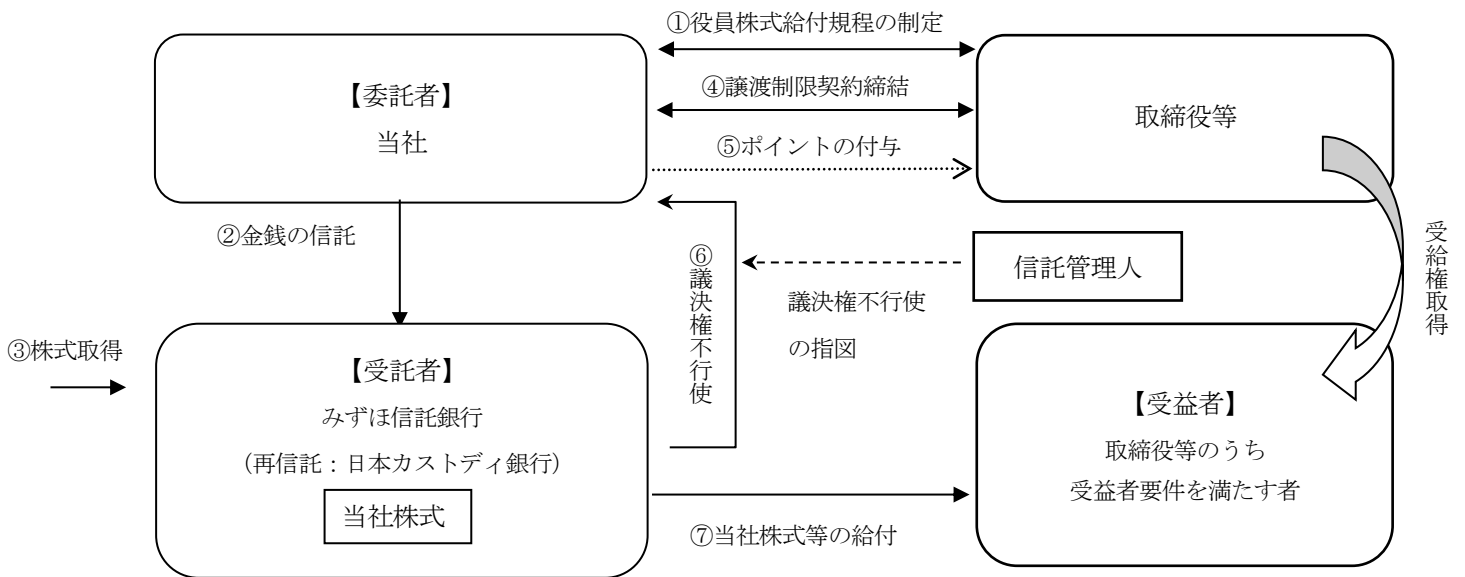 ①役員株式給付規程の制定
【委託者】
当社
④譲渡制限契約締結
取締役等
⑤ポイントの付与
②金銭の信託
⑥議決権不行使
信託管理人
議決権不行使
の指図
受給権取得
③株式取得
【受託者】
みずほ信託銀行
(再信託：日本カストディ銀行)
当社株式
【受益者】
取締役等のうち
受益者要件を満たす者
⑦当社株式等の給付